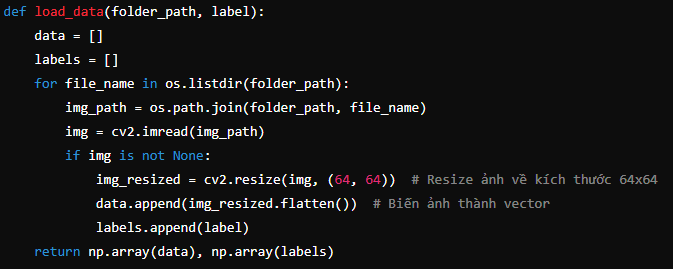 def load_data(folder_path, label):
    data = []
    labels = []
    for file_name in os.listdir(folder_path):
        img_path = os.path.join(folder_path, file_name)
        img = cv2.imread(img_path)
        if img is not None:
            img_resized = cv2.resize(img, (64, 64))  # Resize ảnh về kích thước 64x64
            data.append(img_resized.flatten())  # Biến ảnh thành vector
            labels.append(label)
    return np.array(data), np.array(labels)